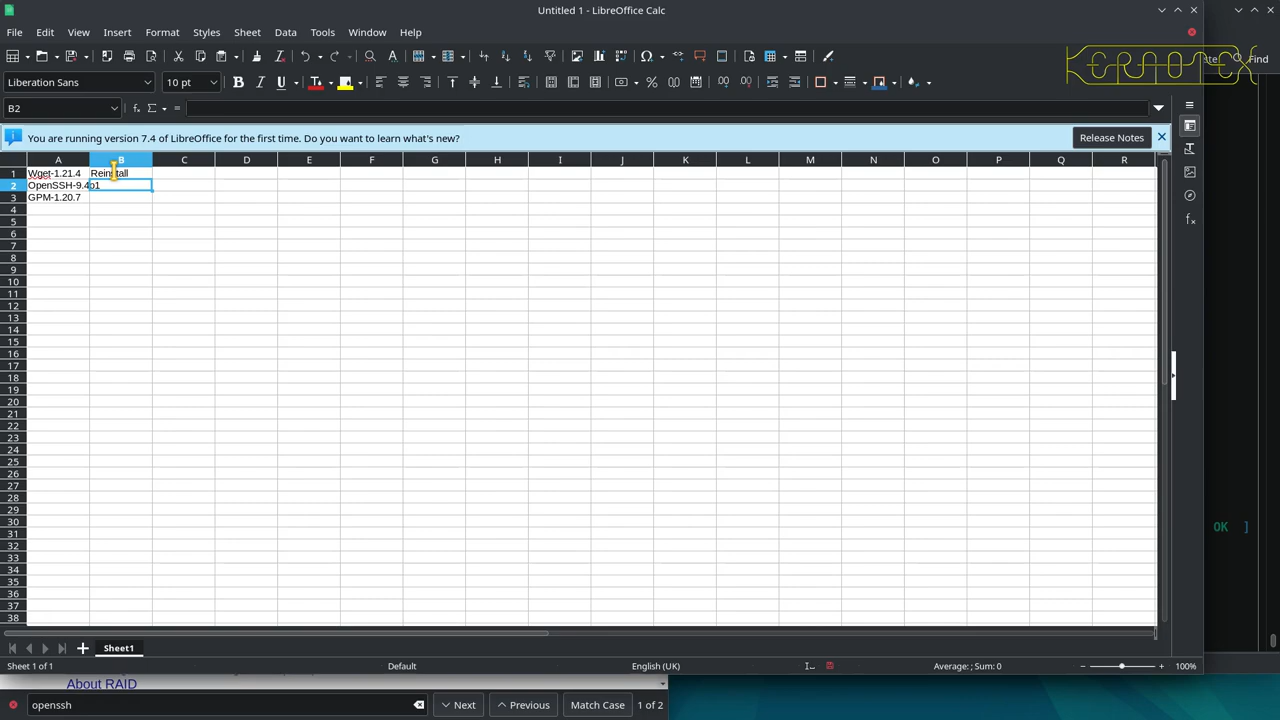 Untitled 1 - LibreOffice Calc
File Edit View Insert Format Styles Sheet Data Tools Window Help
Find
Liberation Sans 10 pt
KERNOTEX
B2
You are running version 7.4 of LibreOffice for the first time. Do you want to learn what's new? Release Notes
A B C D E F G H I J K L M N O P Q R
1 Wget-1.21.4 Reinstall
2 OpenSSH-9.4p1
3 GPM-1.20.7
4
5
6
7
8
9
10
11
12
13
14
15
16
17
18
19
20
21
22
23
24
25
26
27
28
29
30
31
OK ]
32
33
34
35
36
37
38
Sheet1
Sheet 1 of 1 Default English (UK) Average: ; Sum: 0 100%
About RAID
openssh Next Previous Match Case 1 of 2